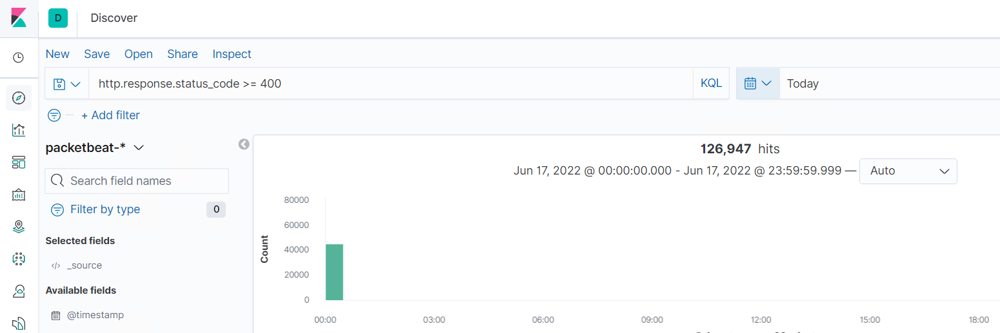 D Discover
New Save Open Share Inspect
http.response.status_code >= 400 KQL Today
+ Add filter
packetbeat-*
Search field names
Filter by type 0
Selected fields
_source
Available fields
@timestamp
126,947 hits
Jun 17, 2022 @ 00:00:00.000 - Jun 17, 2022 @ 23:59:59.999 — Auto
Count
80000
60000
40000
20000
0
00:00 03:00 06:00 09:00 12:00 15:00 18:00